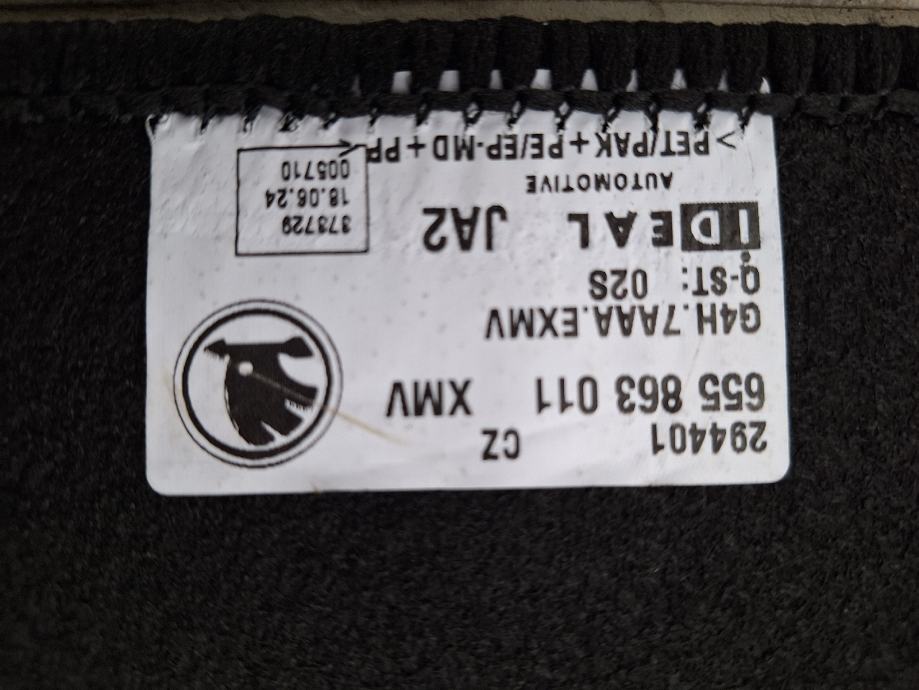 294401 CZ
655 863 011 XMV
G4H.7AAA.EXMV
Q-ST: 02S
IDEAL JA2
AUTOMOTIVE
>PET/PAK+PE/EP-MD+PP<
373729
18.06.24
005710